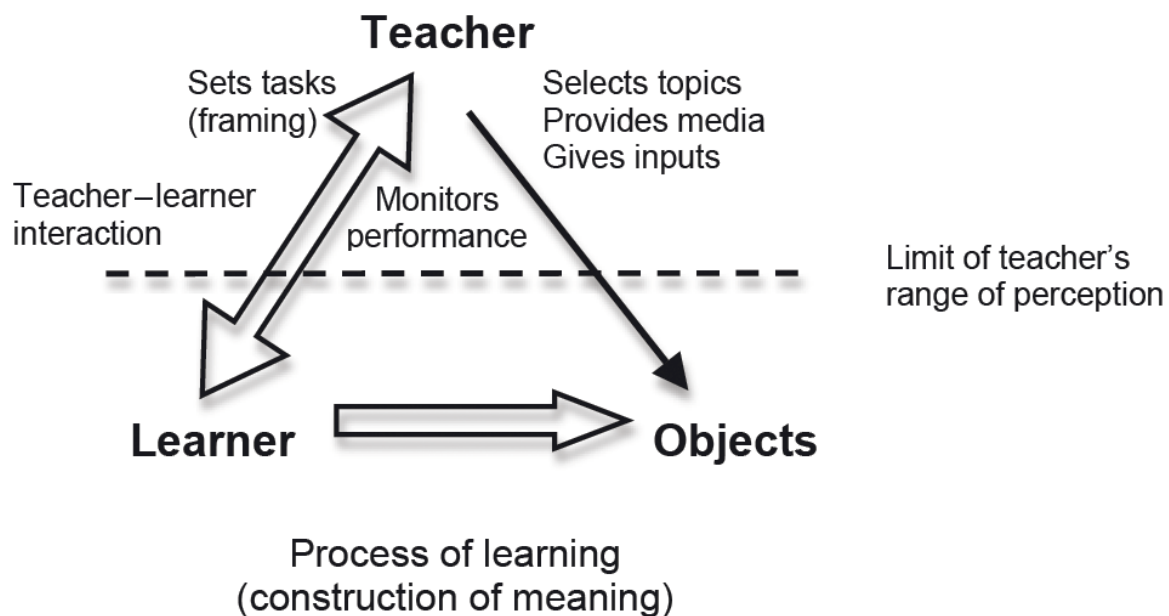 Teacher
Sets tasks
(framing)
Selects topics
Provides media
Gives inputs
Teacher–learner
interaction
Monitors
performance
Limit of teacher's
range of perception
Learner
Objects
Process of learning
(construction of meaning)